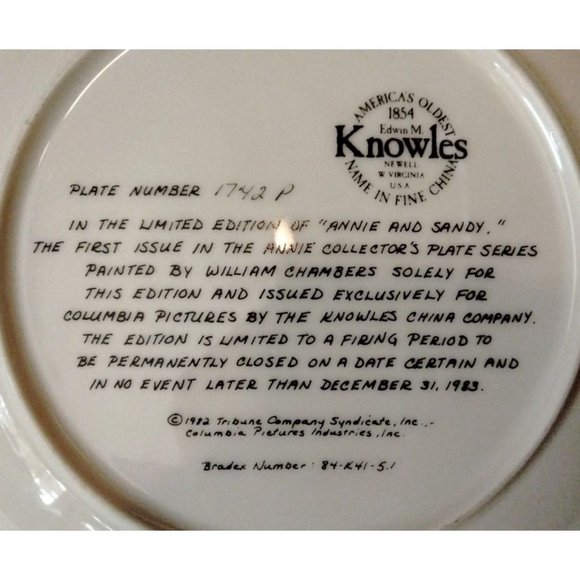 AMERICA'S OLDEST
1854
Edwin M.
Knowles
NEWELL
W. VIRGINIA
U S A
NAME IN FINE CHINA
PLATE NUMBER 1742 P
IN THE LIMITED EDITION OF "ANNIE AND SANDY,"
THE FIRST ISSUE IN THE ANNIE COLLECTOR'S PLATE SERIES
PAINTED BY WILLIAM CHAMBERS SOLELY FOR
THIS EDITION AND ISSUED EXCLUSIVELY FOR
COLUMBIA PICTURES BY THE KNOWLES CHINA COMPANY.
THE EDITION IS LIMITED TO A FIRING PERIOD TO
BE PERMANENTLY CLOSED ON A DATE CERTAIN AND
IN NO EVENT LATER THAN DECEMBER 31, 1983.
© 1982 Tribune Company Syndicate, Inc.,-
Columbia Pictures Industries, Inc.
Bradex Number: 84-K41-5.1